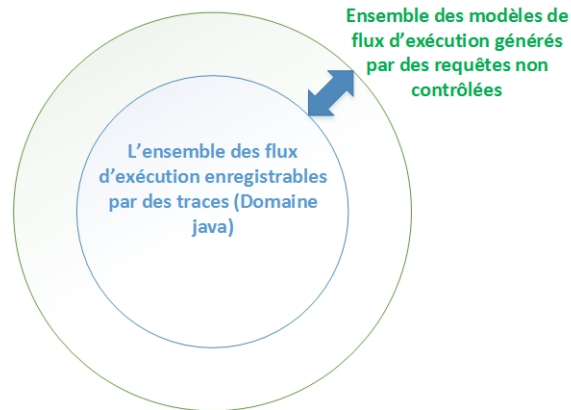 Ensemble des modèles de
flux d'exécution générés
par des requêtes non
contrôlées
L'ensemble des flux
d'exécution enregistrables
par des traces (Domaine
java)